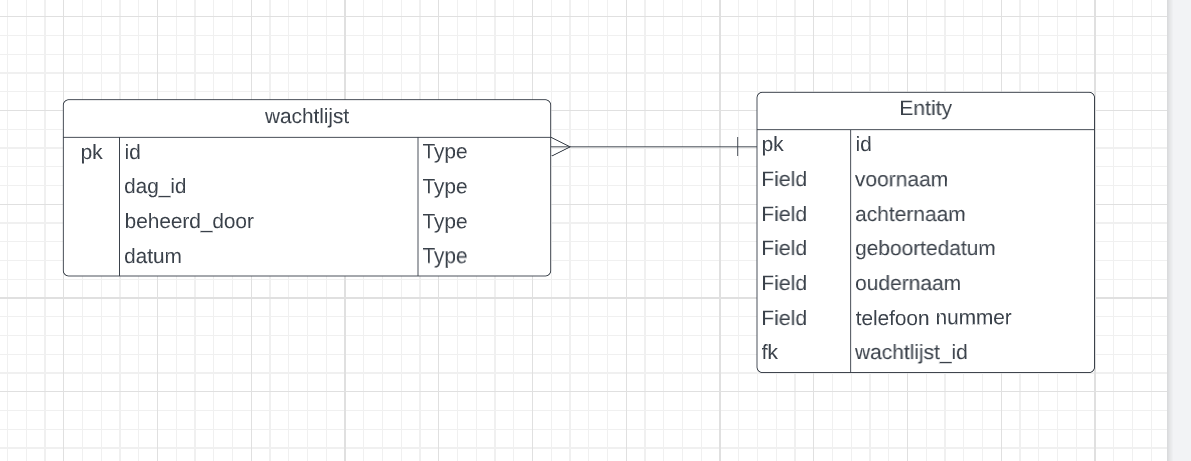 wachtlijst
pk id Type
dag_id Type
beheerd_door Type
datum Type
Entity
pk id
Field voornaam
Field achternaam
Field geboortedatum
Field oudernaam
Field telefoon nummer
fk wachtlijst_id